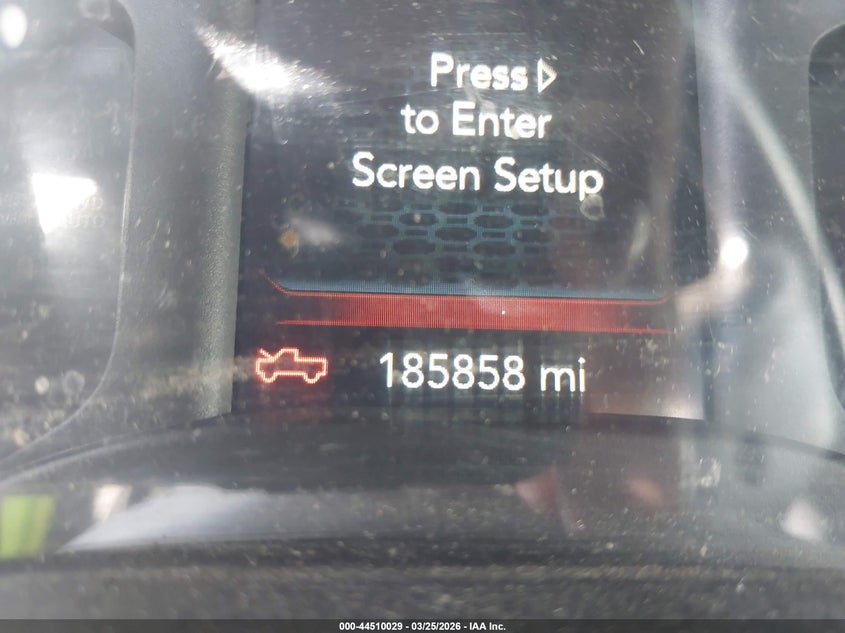 Press
to Enter
Screen Setup
185858 mi
000-44510029 - 03/25/2026 - IAA Inc.